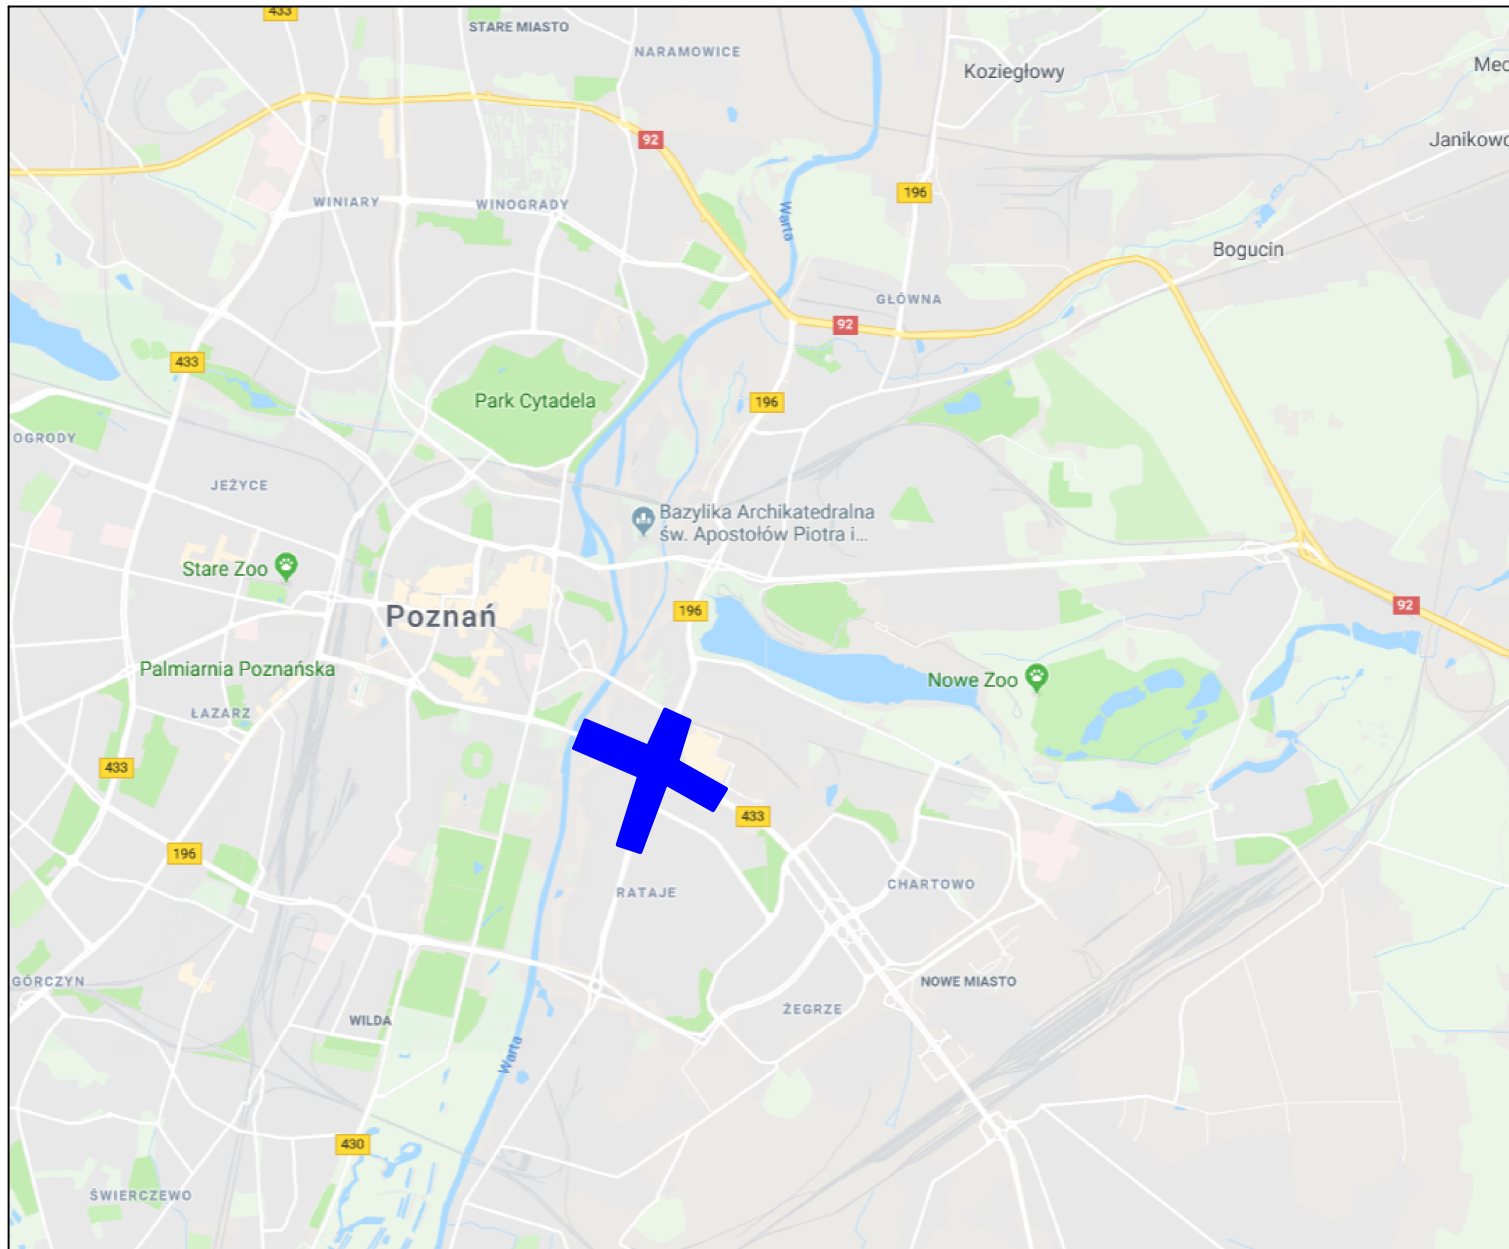 433
STARE MIASTO
NARAMOWICE
Koziegłowy
Janikowo
92
196
WINIARY
WINOGRADY
Warta
Bogucin
GŁÓWNA
92
433
Park Cytadela
196
OGRODY
JEŻYCE
Bazylika Archikatedralna
św. Apostołów Piotra i...
Stare Zoo
Poznań
196
92
Palmiarnia Poznańska
Nowe Zoo
ŁAZARZ
433
433
196
RATAJE
CHARTOWO
GÓRCZYN
NOWE MIASTO
WILDA
ŻEGRZE
Warta
430
ŚWIERCZEWO